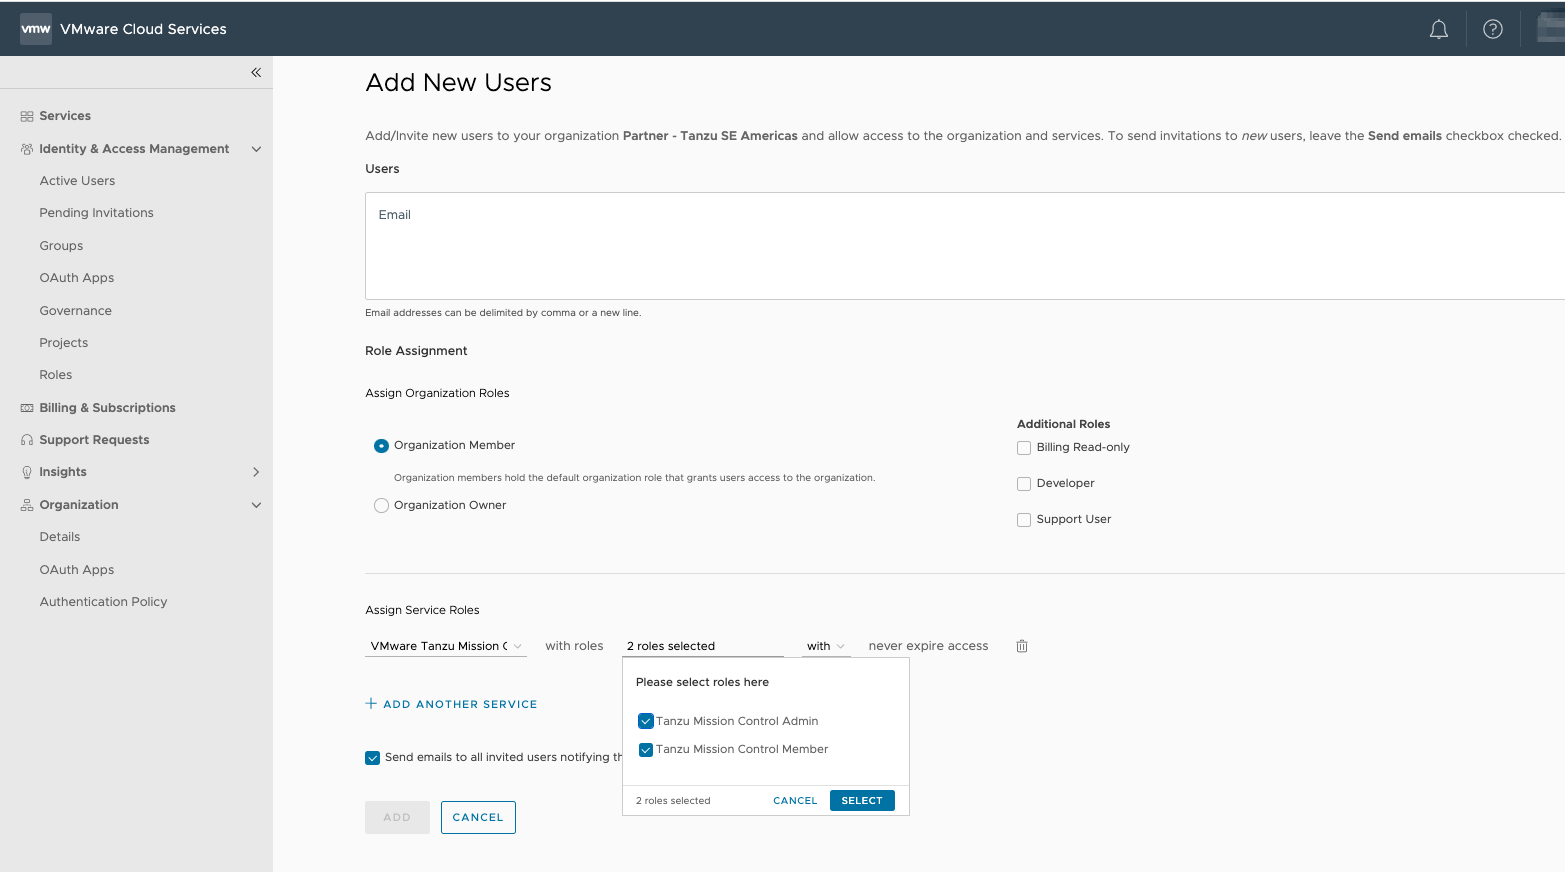 vmw VMware Cloud Services
Services
Identity & Access Management
Active Users
Pending Invitations
Groups
OAuth Apps
Governance
Projects
Roles
Billing & Subscriptions
Support Requests
Insights
Organization
Details
OAuth Apps
Authentication Policy
Add New Users
Add/Invite new users to your organization Partner - Tanzu SE Americas and allow access to the organization and services. To send invitations to new users, leave the Send emails checkbox checked.
Users
Email
Email addresses can be delimited by comma or a new line.
Role Assignment
Assign Organization Roles
Organization Member
Organization members hold the default organization role that grants users access to the organization.
Organization Owner
Additional Roles
Billing Read-only
Developer
Support User
Assign Service Roles
VMware Tanzu Mission C with roles 2 roles selected with never expire access
Please select roles here
Tanzu Mission Control Admin
Tanzu Mission Control Member
2 roles selected CANCEL SELECT
ADD ANOTHER SERVICE
Send emails to all invited users notifying th
ADD CANCEL